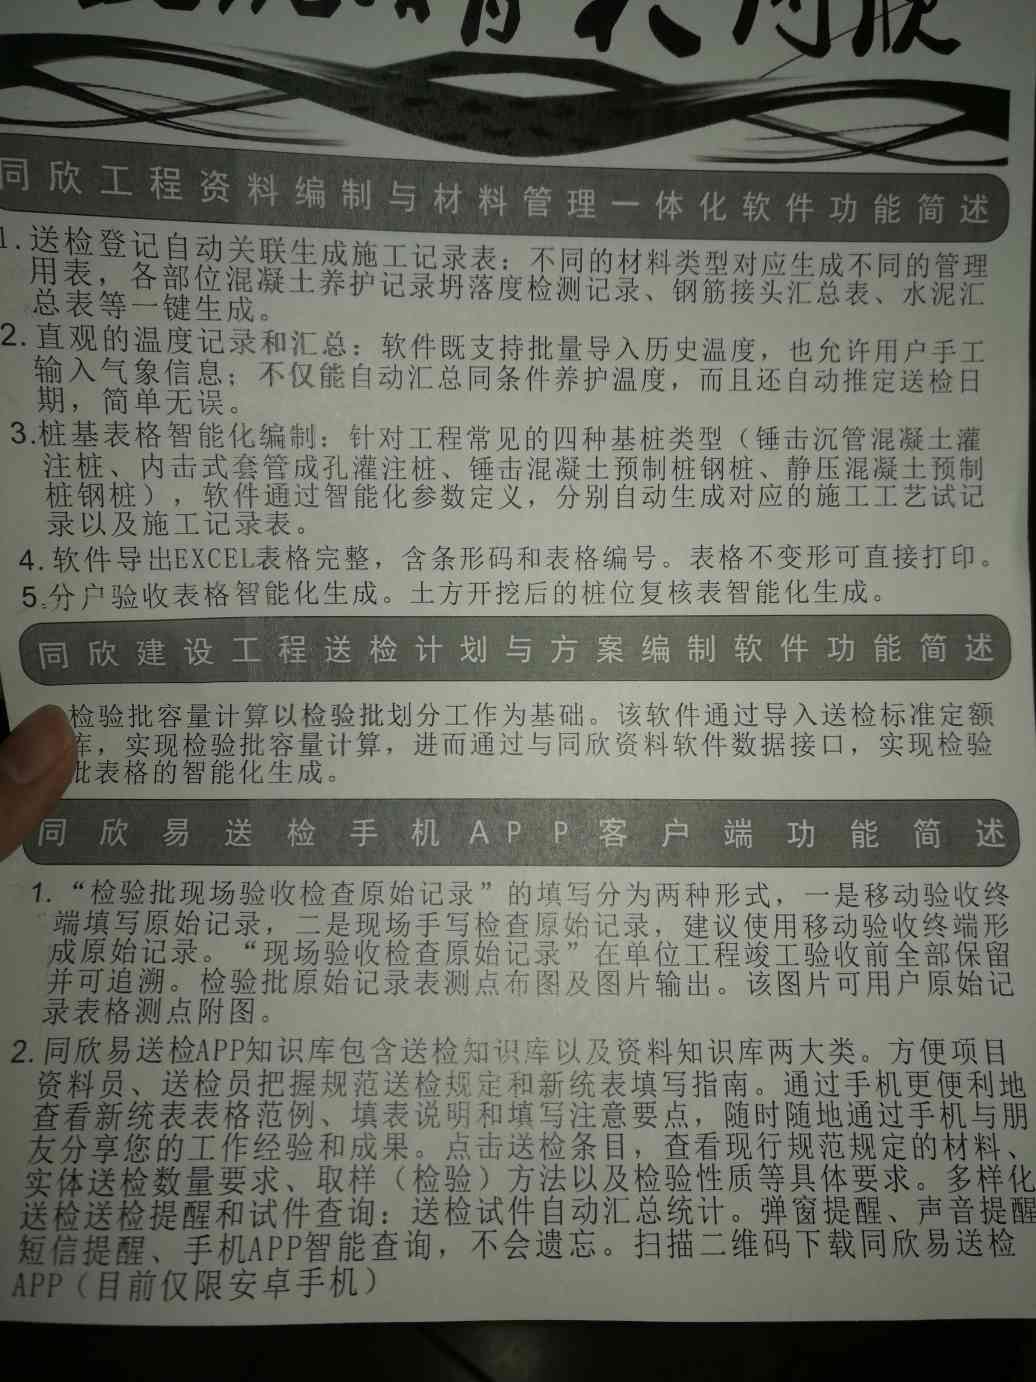 同欣工程资料编制与材料管理一体化软件功能简述
1.送检登记自动关联生成施工记录表：不同的材料类型对应生成不同的管理
用表，各部位混凝土养护记录坍落度检测记录、钢筋接头汇总表、水泥汇
总表等一键生成。
2.直观的温度记录和汇总：软件既支持批量导入历史温度，也允许用户手工
输入气象信息；不仅能自动汇总同条件养护温度，而且还自动推定送检日
期，简单无误。
3.桩基表格智能化编制：针对工程常见的四种基桩类型（锤击沉管混凝土灌
注桩、内击式套管成孔灌注桩、锤击混凝土预制桩钢桩、静压混凝土预制
桩钢桩），软件通过智能化参数定义，分别自动生成对应的施工工艺试记
录以及施工记录表。
4.软件导出EXCEL表格完整，含条形码和表格编号。表格不变形可直接打印。
5.分户验收表格智能化生成。土方开挖后的桩位复核表智能化生成。
同欣建设工程送检计划与方案编制软件功能简述
检验批容量计算以检验批划分工作为基础。该软件通过导入送检标准定额
库，实现检验批容量计算，进而通过与同欣资料软件数据接口，实现检验
批表格的智能化生成。
同欣易送检手机APP客户端功能简述
1.“检验批现场验收检查原始记录”的填写分为两种形式，一是移动验收终
端填写原始记录，二是现场手写检查原始记录，建议使用移动验收终端形
成原始记录。“现场验收检查原始记录”在单位工程竣工验收前全部保留
并可追溯。检验批原始记录表测点布图及图片输出。该图片可用户原始记
录表格测点附图。
2.同欣易送检APP知识库包含送检知识库以及资料知识库两大类。方便项目
资料员、送检员把握规范送检规定和新统表填写指南。通过手机更便利地
查看新统表表格范例、填表说明和填写注意要点，随时随地通过手机与朋
友分享您的工作经验和成果。点击送检条目，查看现行规范规定的材料、
实体送检数量要求、取样（检验）方法以及检验性质等具体要求。多样化
送检送检提醒和试件查询：送检试件自动汇总统计。弹窗提醒、声音提醒
短信提醒、手机APP智能查询，不会遗忘。扫描二维码下载同欣易送检
APP（目前仅限安卓手机）